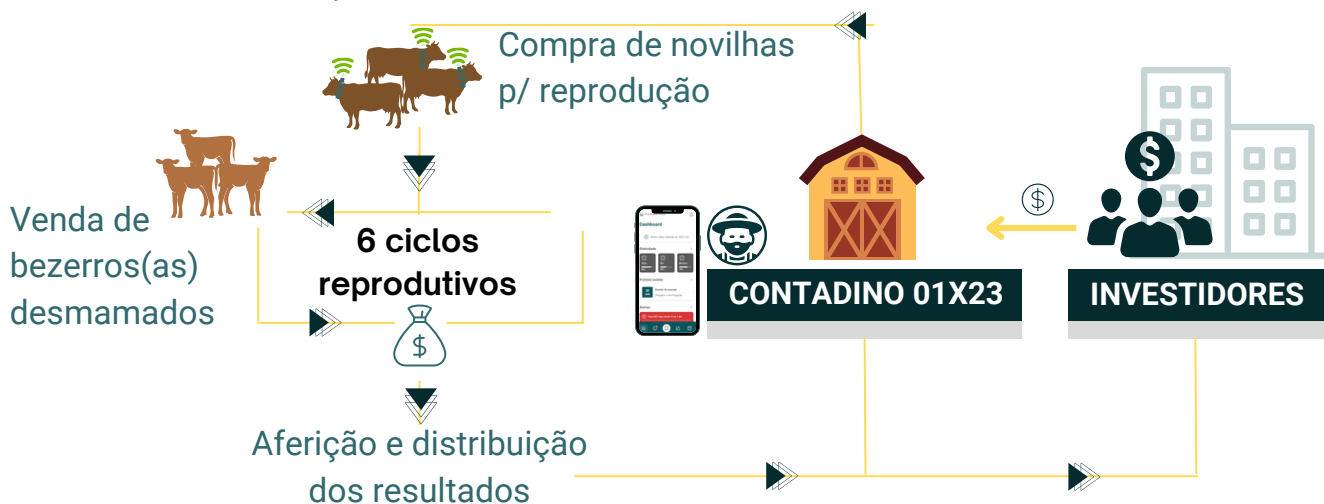 Compra de novilhas
p/ reprodução
Venda de
bezerros(as)
desmamados
6 ciclos
reprodutivos
$
$
$
Dashboard
CONTADINO 01X23
INVESTIDORES
Aferição e distribuição
dos resultados